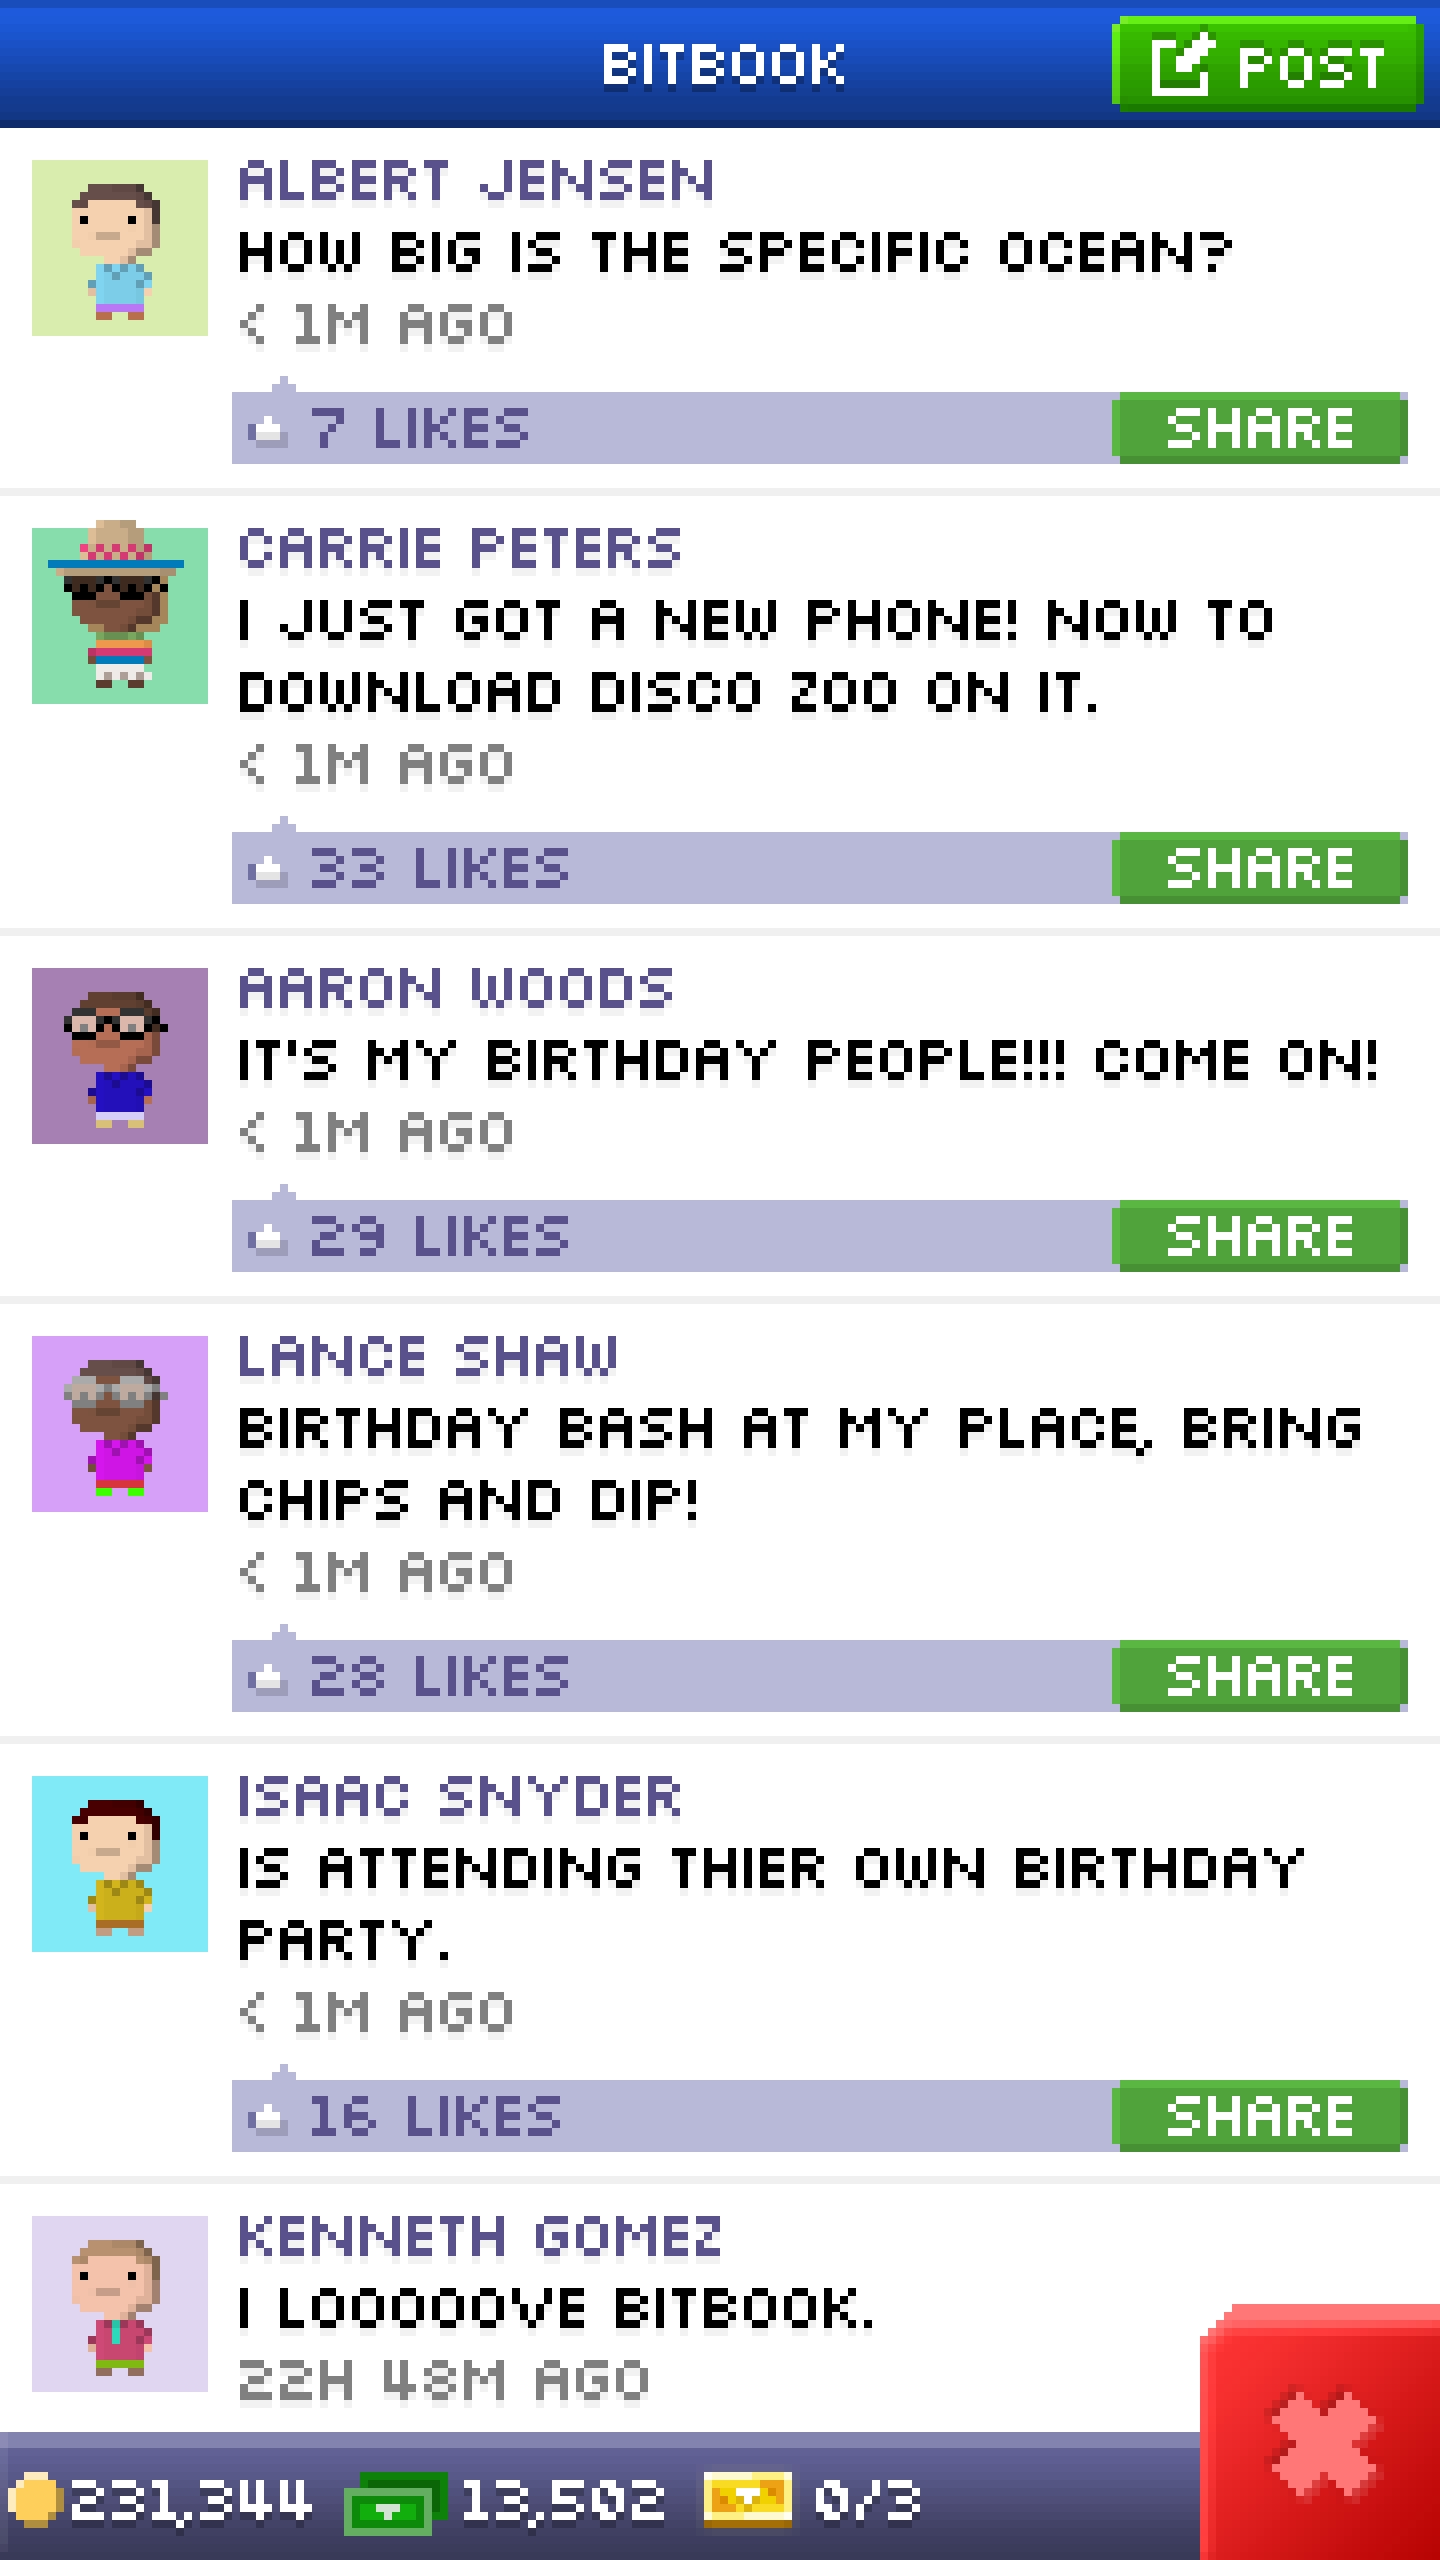 BITBOOK
POST
ALBERT JENSEN
HOW BIG IS THE SPECIFIC OCEAN?
< 1M AGO
7 LIKES
SHARE
CARRIE PETERS
I JUST GOT A NEW PHONE! NOW TO
DOWNLOAD DISCO ZOO ON IT.
< 1M AGO
33 LIKES
SHARE
AARON WOODS
IT'S MY BIRTHDAY PEOPLE!!! COME ON!
< 1M AGO
29 LIKES
SHARE
LANCE SHAW
BIRTHDAY BASH AT MY PLACE, BRING
CHIPS AND DIP!
< 1M AGO
28 LIKES
SHARE
ISAAC SNYDER
IS ATTENDING THIER OWN BIRTHDAY
PARTY.
< 1M AGO
16 LIKES
SHARE
KENNETH GOMEZ
I LOOOOOVE BITBOOK.
22H 48M AGO
231,344
13,502
0/3